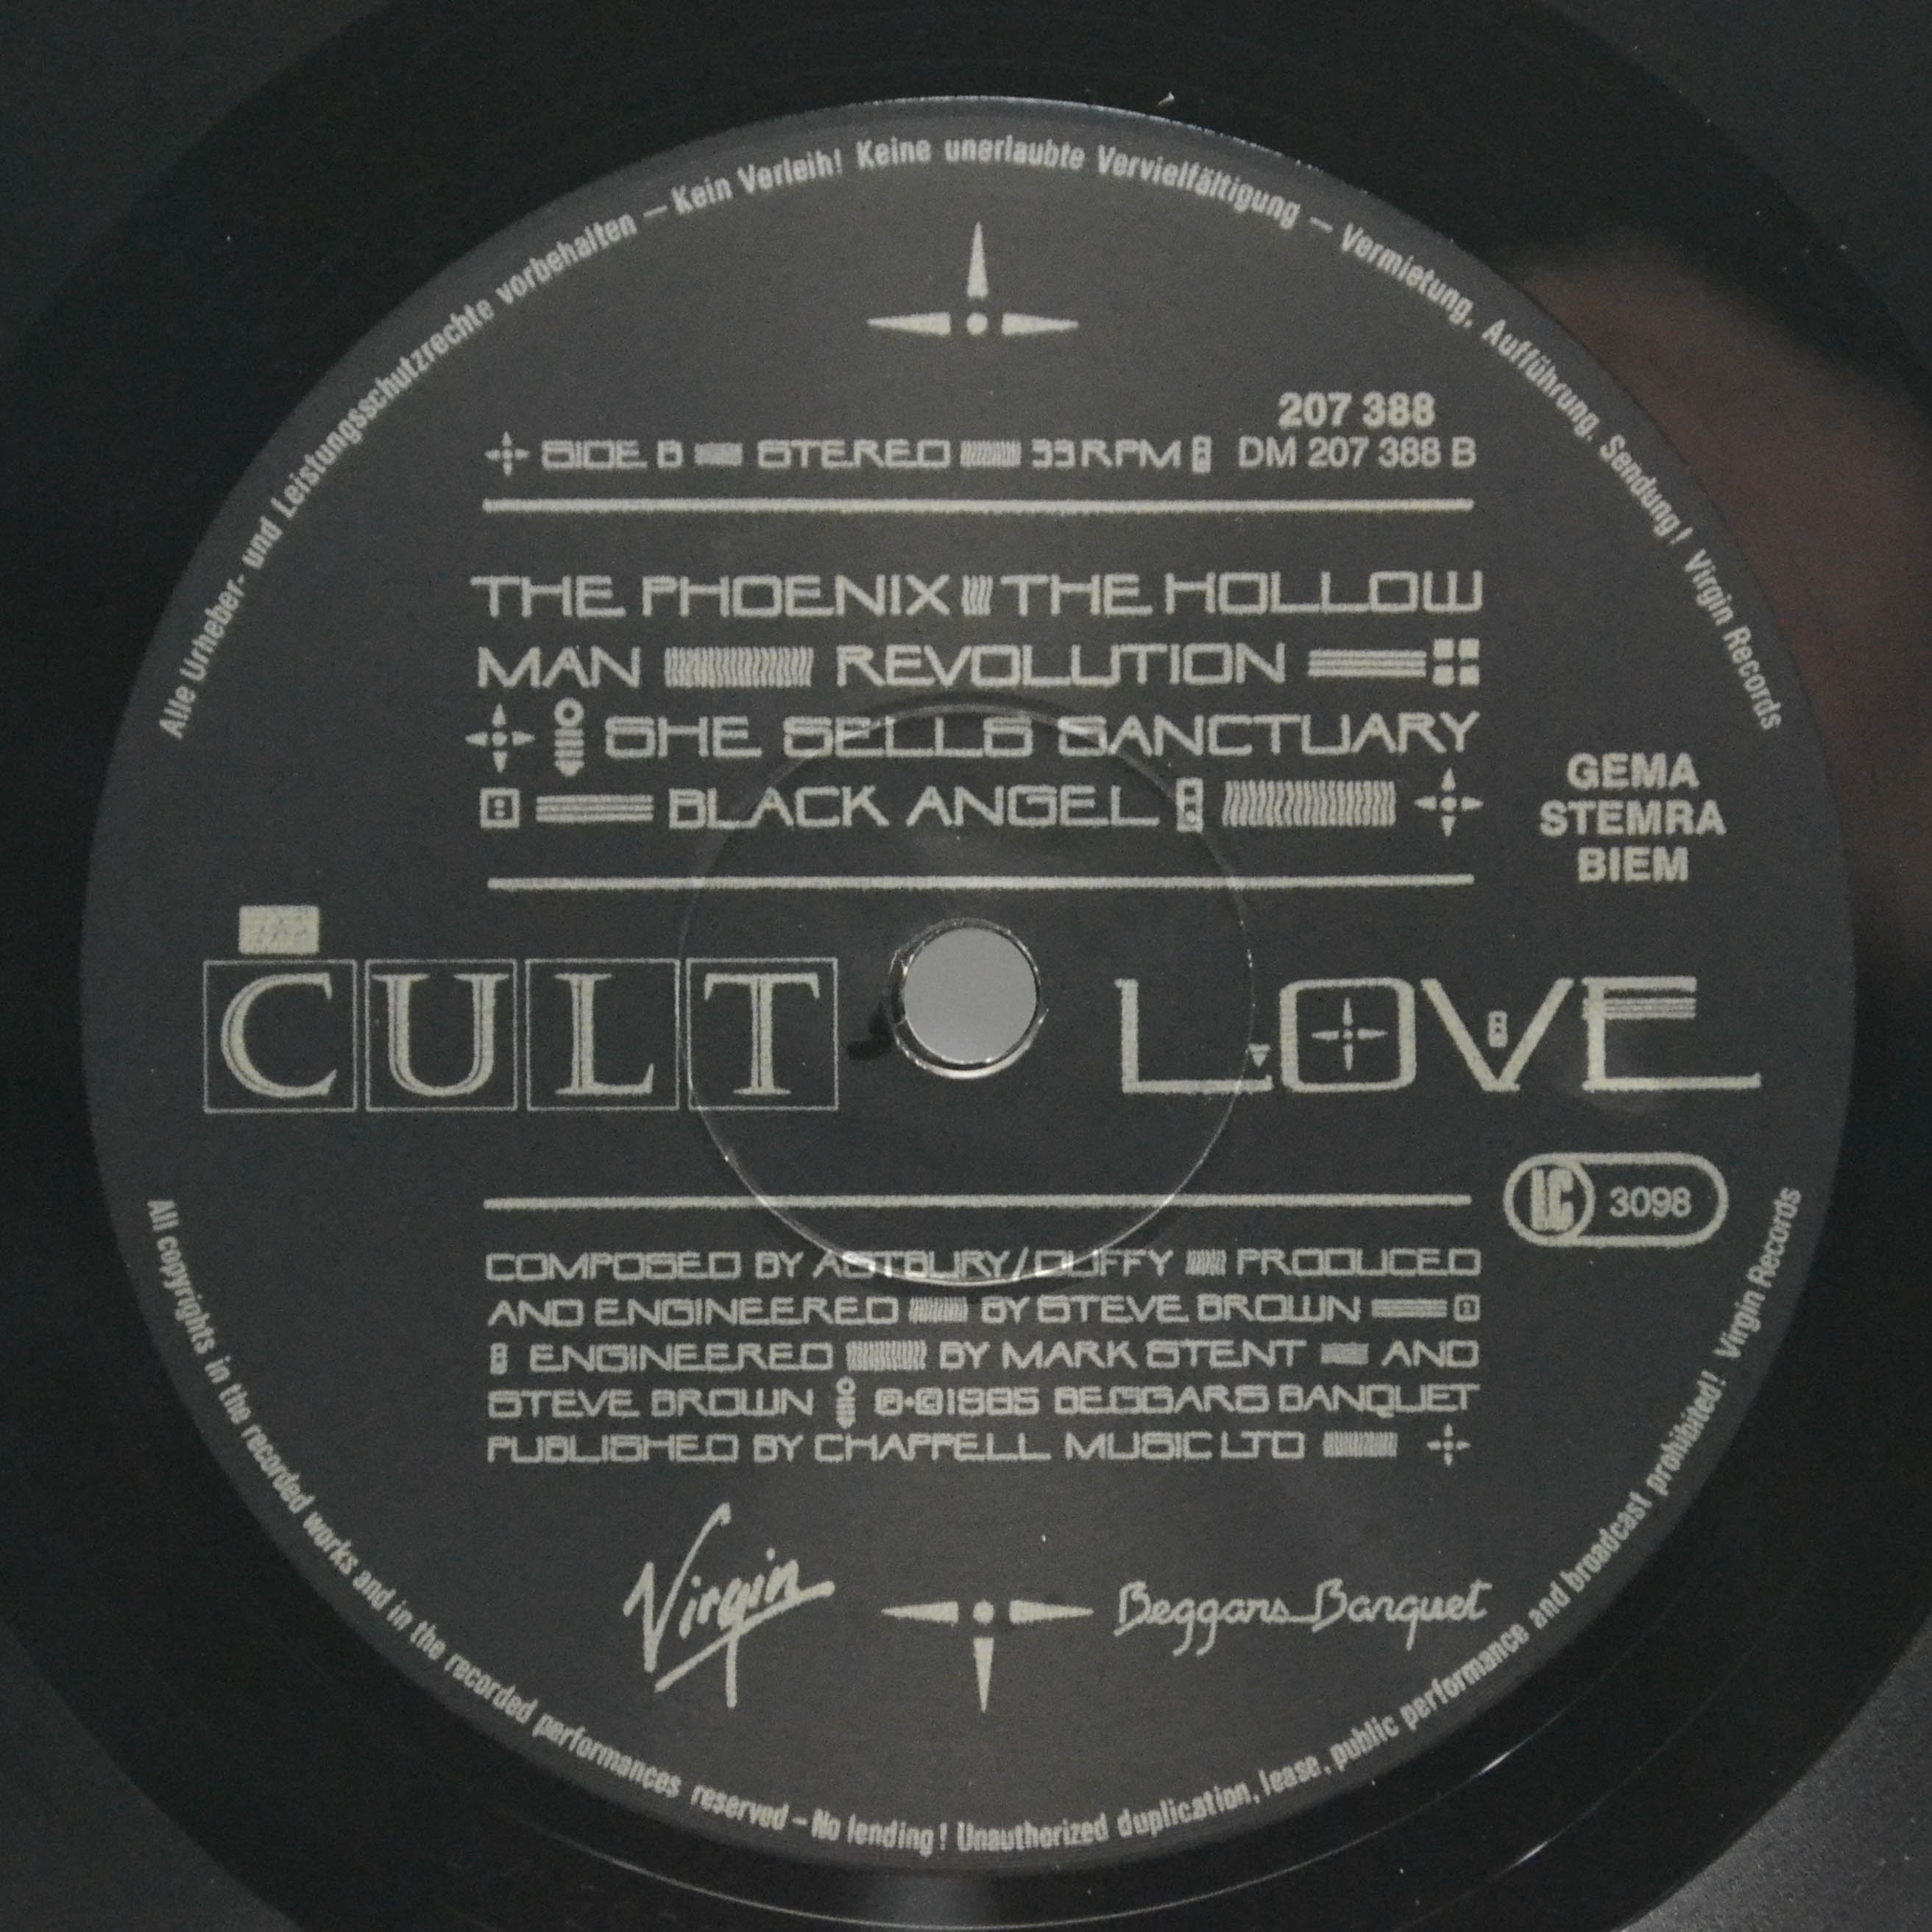 Alle Urheber- und Leistungsschutzrechte vorbehalten — Kein Verleih! Keine unerlaubte Vervielfältigung — Vermietung, Aufführung, Sendung! Virgin Records
207 388
SIDE B STEREO 33 RPM DM 207 388 B
THE PHOENIX THE HOLLOW
MAN REVOLUTION
SHE SELLS SANCTUARY
BLACK ANGEL
GEMA
STEMRA
BIEM
THE
CULT LOVE
LC 3098
COMPOSED BY ASTBURY/DUFFY PRODUCED
AND ENGINEERED BY STEVE BROWN
ENGINEERED BY MARK STENT AND
STEVE BROWN ℗·©1985 BEGGARS BANQUET
PUBLISHED BY CHAPPELL MUSIC LTD
Virgin Beggars Banquet
All copyrights in the recorded works and in the recorded performances reserved – No lending! Unauthorized duplication, lease, public performance and broadcast prohibited! Virgin Records